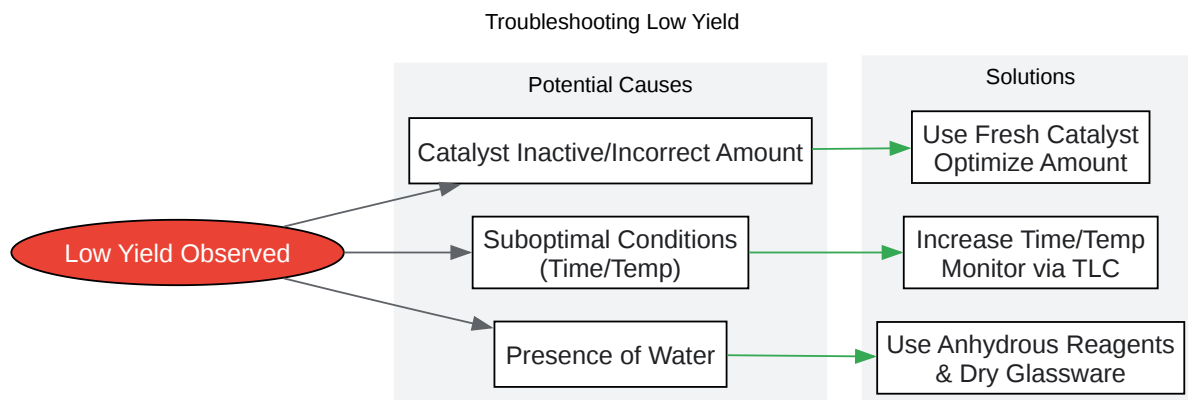 Troubleshooting Low Yield
Potential Causes
Solutions
Catalyst Inactive/Incorrect Amount
Use Fresh Catalyst
Optimize Amount
Low Yield Observed
Suboptimal Conditions
(Time/Temp)
Increase Time/Temp
Monitor via TLC
Presence of Water
Use Anhydrous Reagents
& Dry Glassware